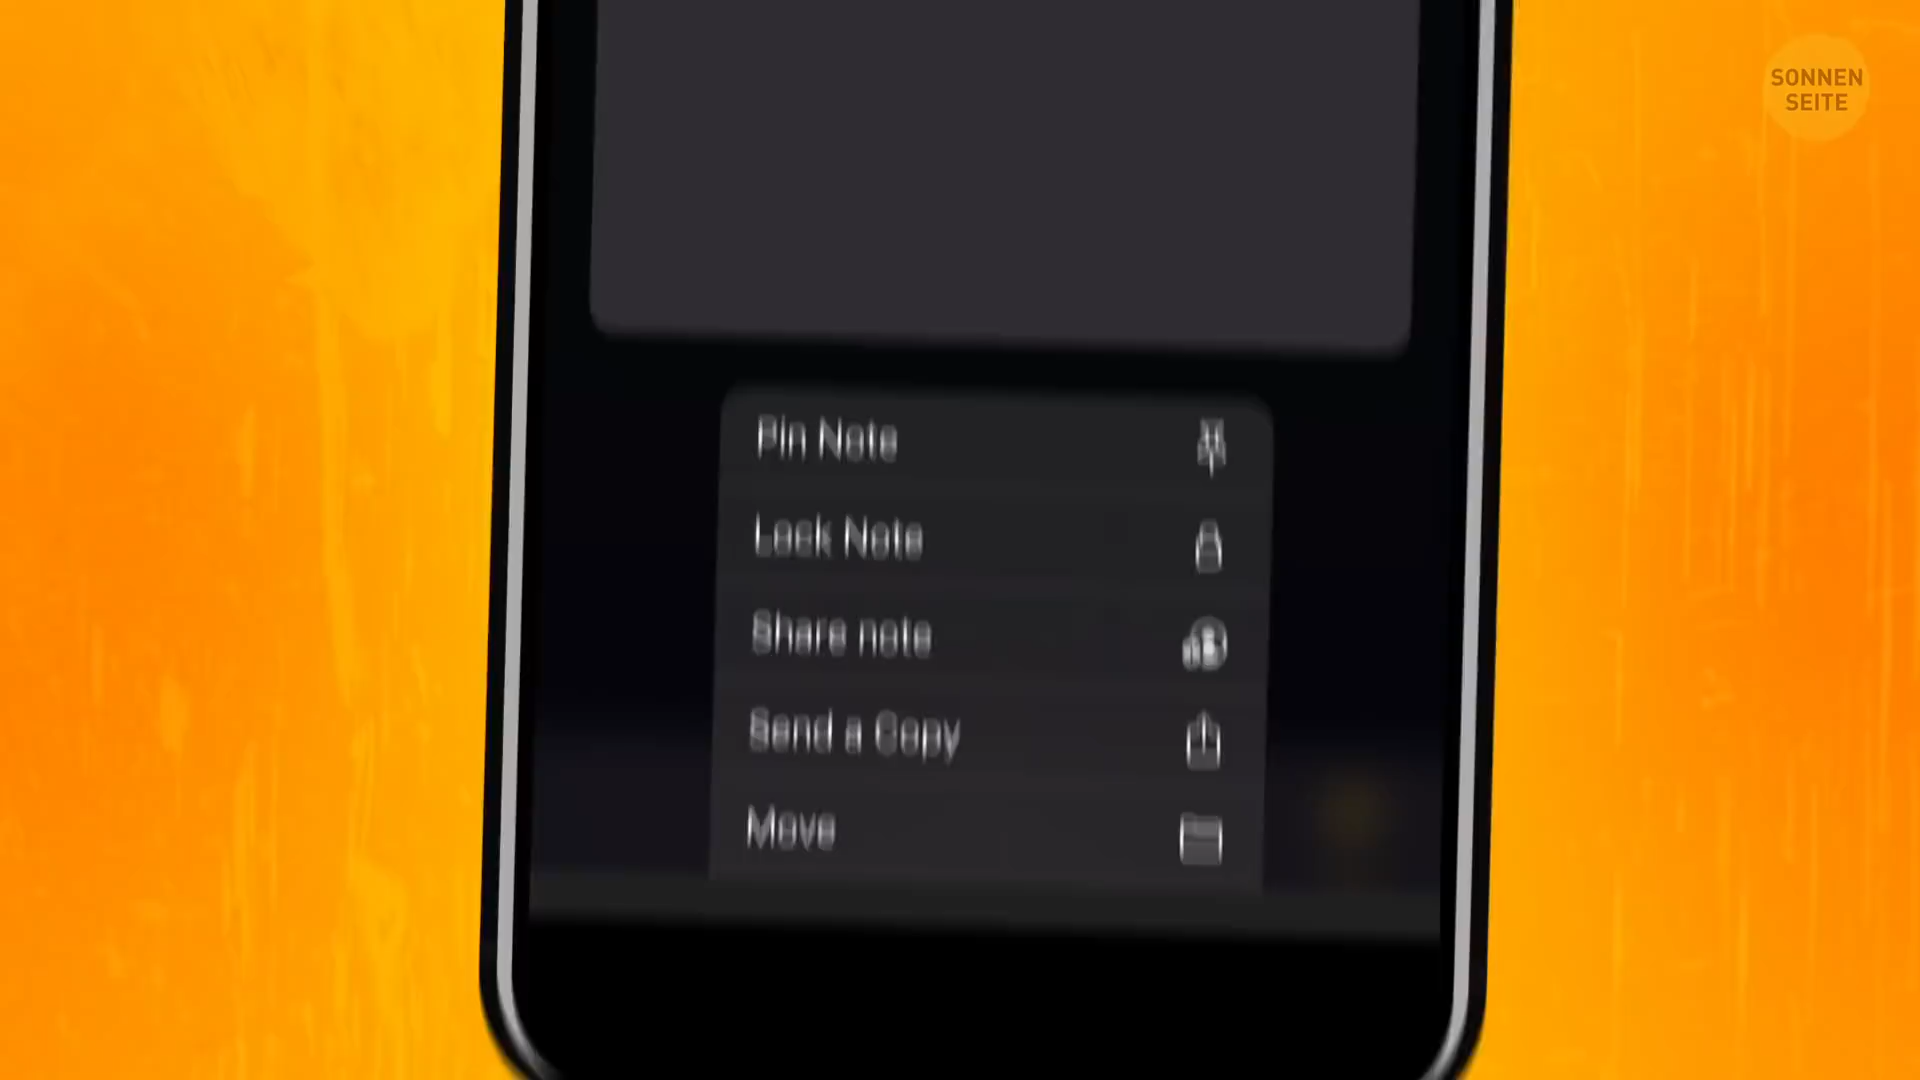 SONNEN
SEITE
Pin Note
Lock Note
Share note
Send a Copy
Move